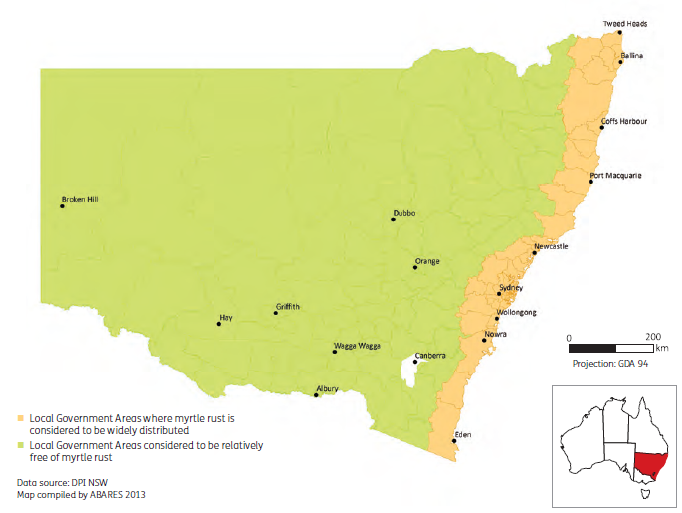 Tweed Heads
Ballina
Coffs Harbour
Port Macquarie
Broken Hill
Dubbo
Newcastle
Orange
Sydney
Griffith
Wollongong
Hay
Nowra
0 200
km
Wagga Wagga
Canberra
Projection: GDA 94
Albury
Local Government Areas where myrtle rust is
considered to be widely distributed
Eden
Local Government Areas considered to be relatively
free of myrtle rust
Data source: DPI NSW
Map compiled by ABARES 2013